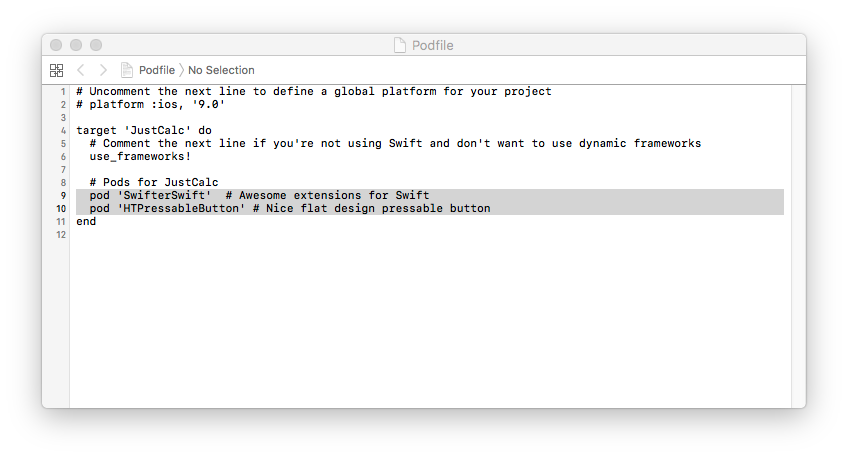 Podfile
Podfile 〉 No Selection
1 # Uncomment the next line to define a global platform for your project
2 # platform :ios, '9.0'
3
4 target 'JustCalc' do
5   # Comment the next line if you're not using Swift and don't want to use dynamic frameworks
6   use_frameworks!
7
8   # Pods for JustCalc
9   pod 'SwifterSwift'  # Awesome extensions for Swift
10   pod 'HTPressableButton' # Nice flat design pressable button
11 end
12